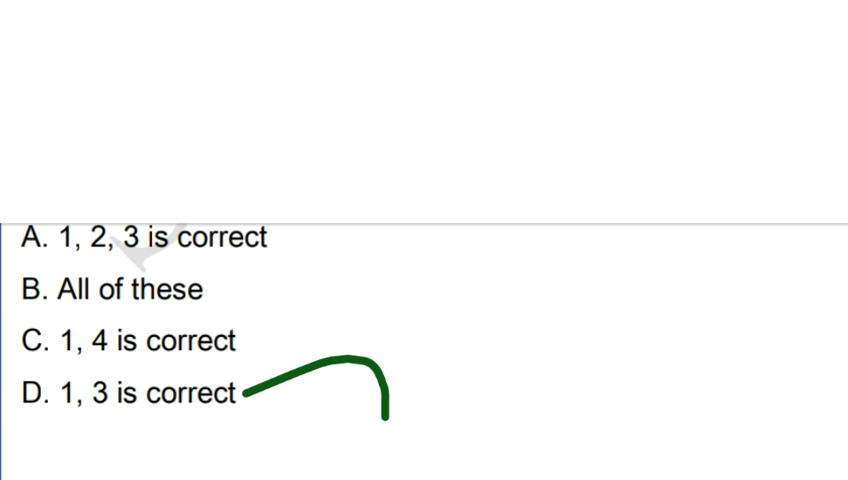 A. 1, 2, 3 is correct
B. All of these
C. 1, 4 is correct
D. 1, 3 is correct